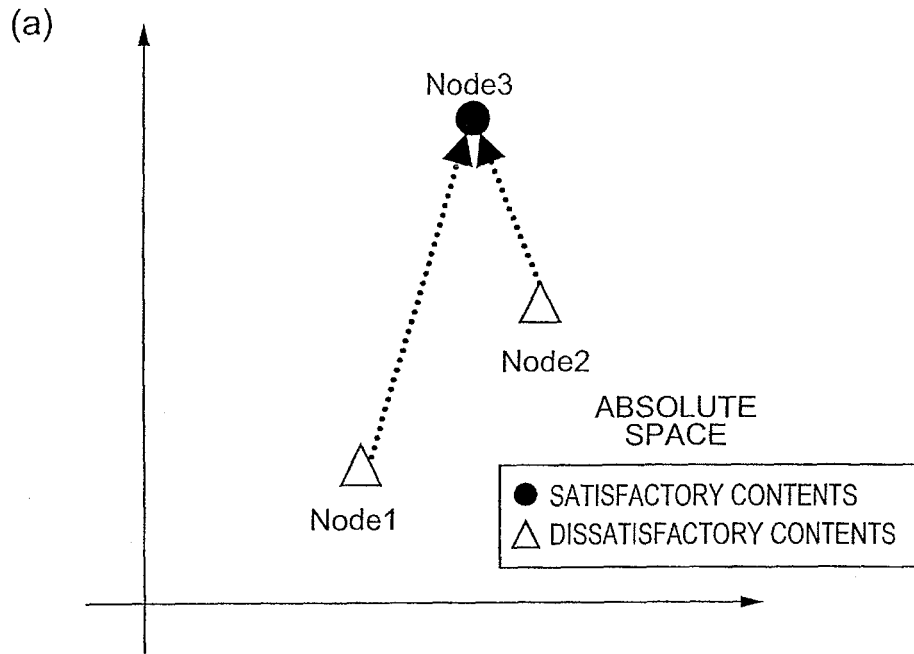 (a)
Node3
Node2
ABSOLUTE
SPACE
SATISFACTORY CONTENTS
Node1
DISSATISFACTORY CONTENTS